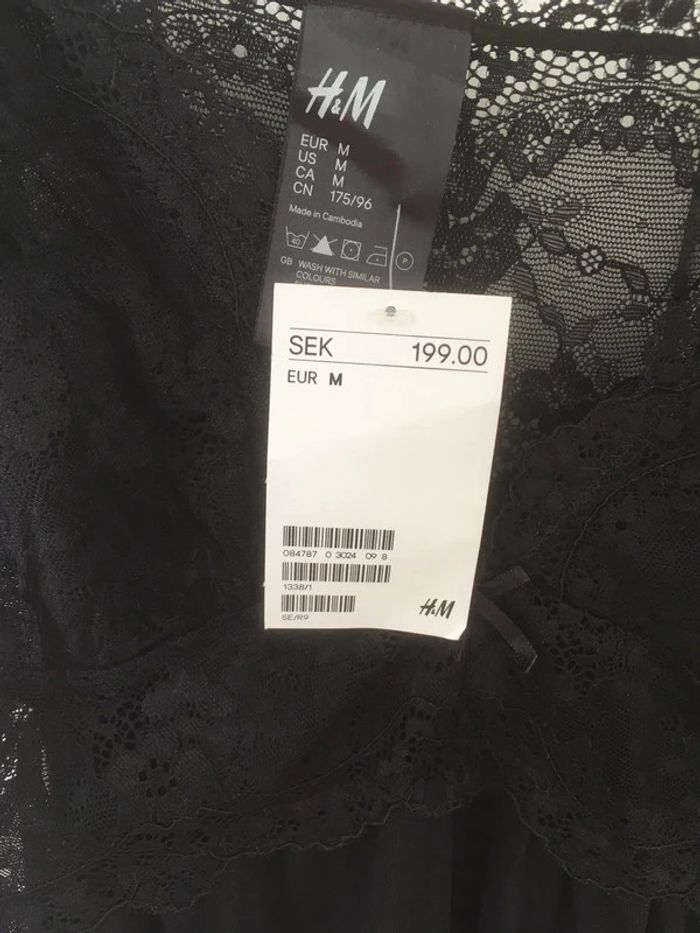 H&M
EUR M
US M
CA M
CN 175/96
Made in Cambodia
40
P
GB WASH WITH SIMILAR
COLOURS
SEK 199.00
EUR M
084787 0 3024 09 8
1338/1
SE/R9
H&M